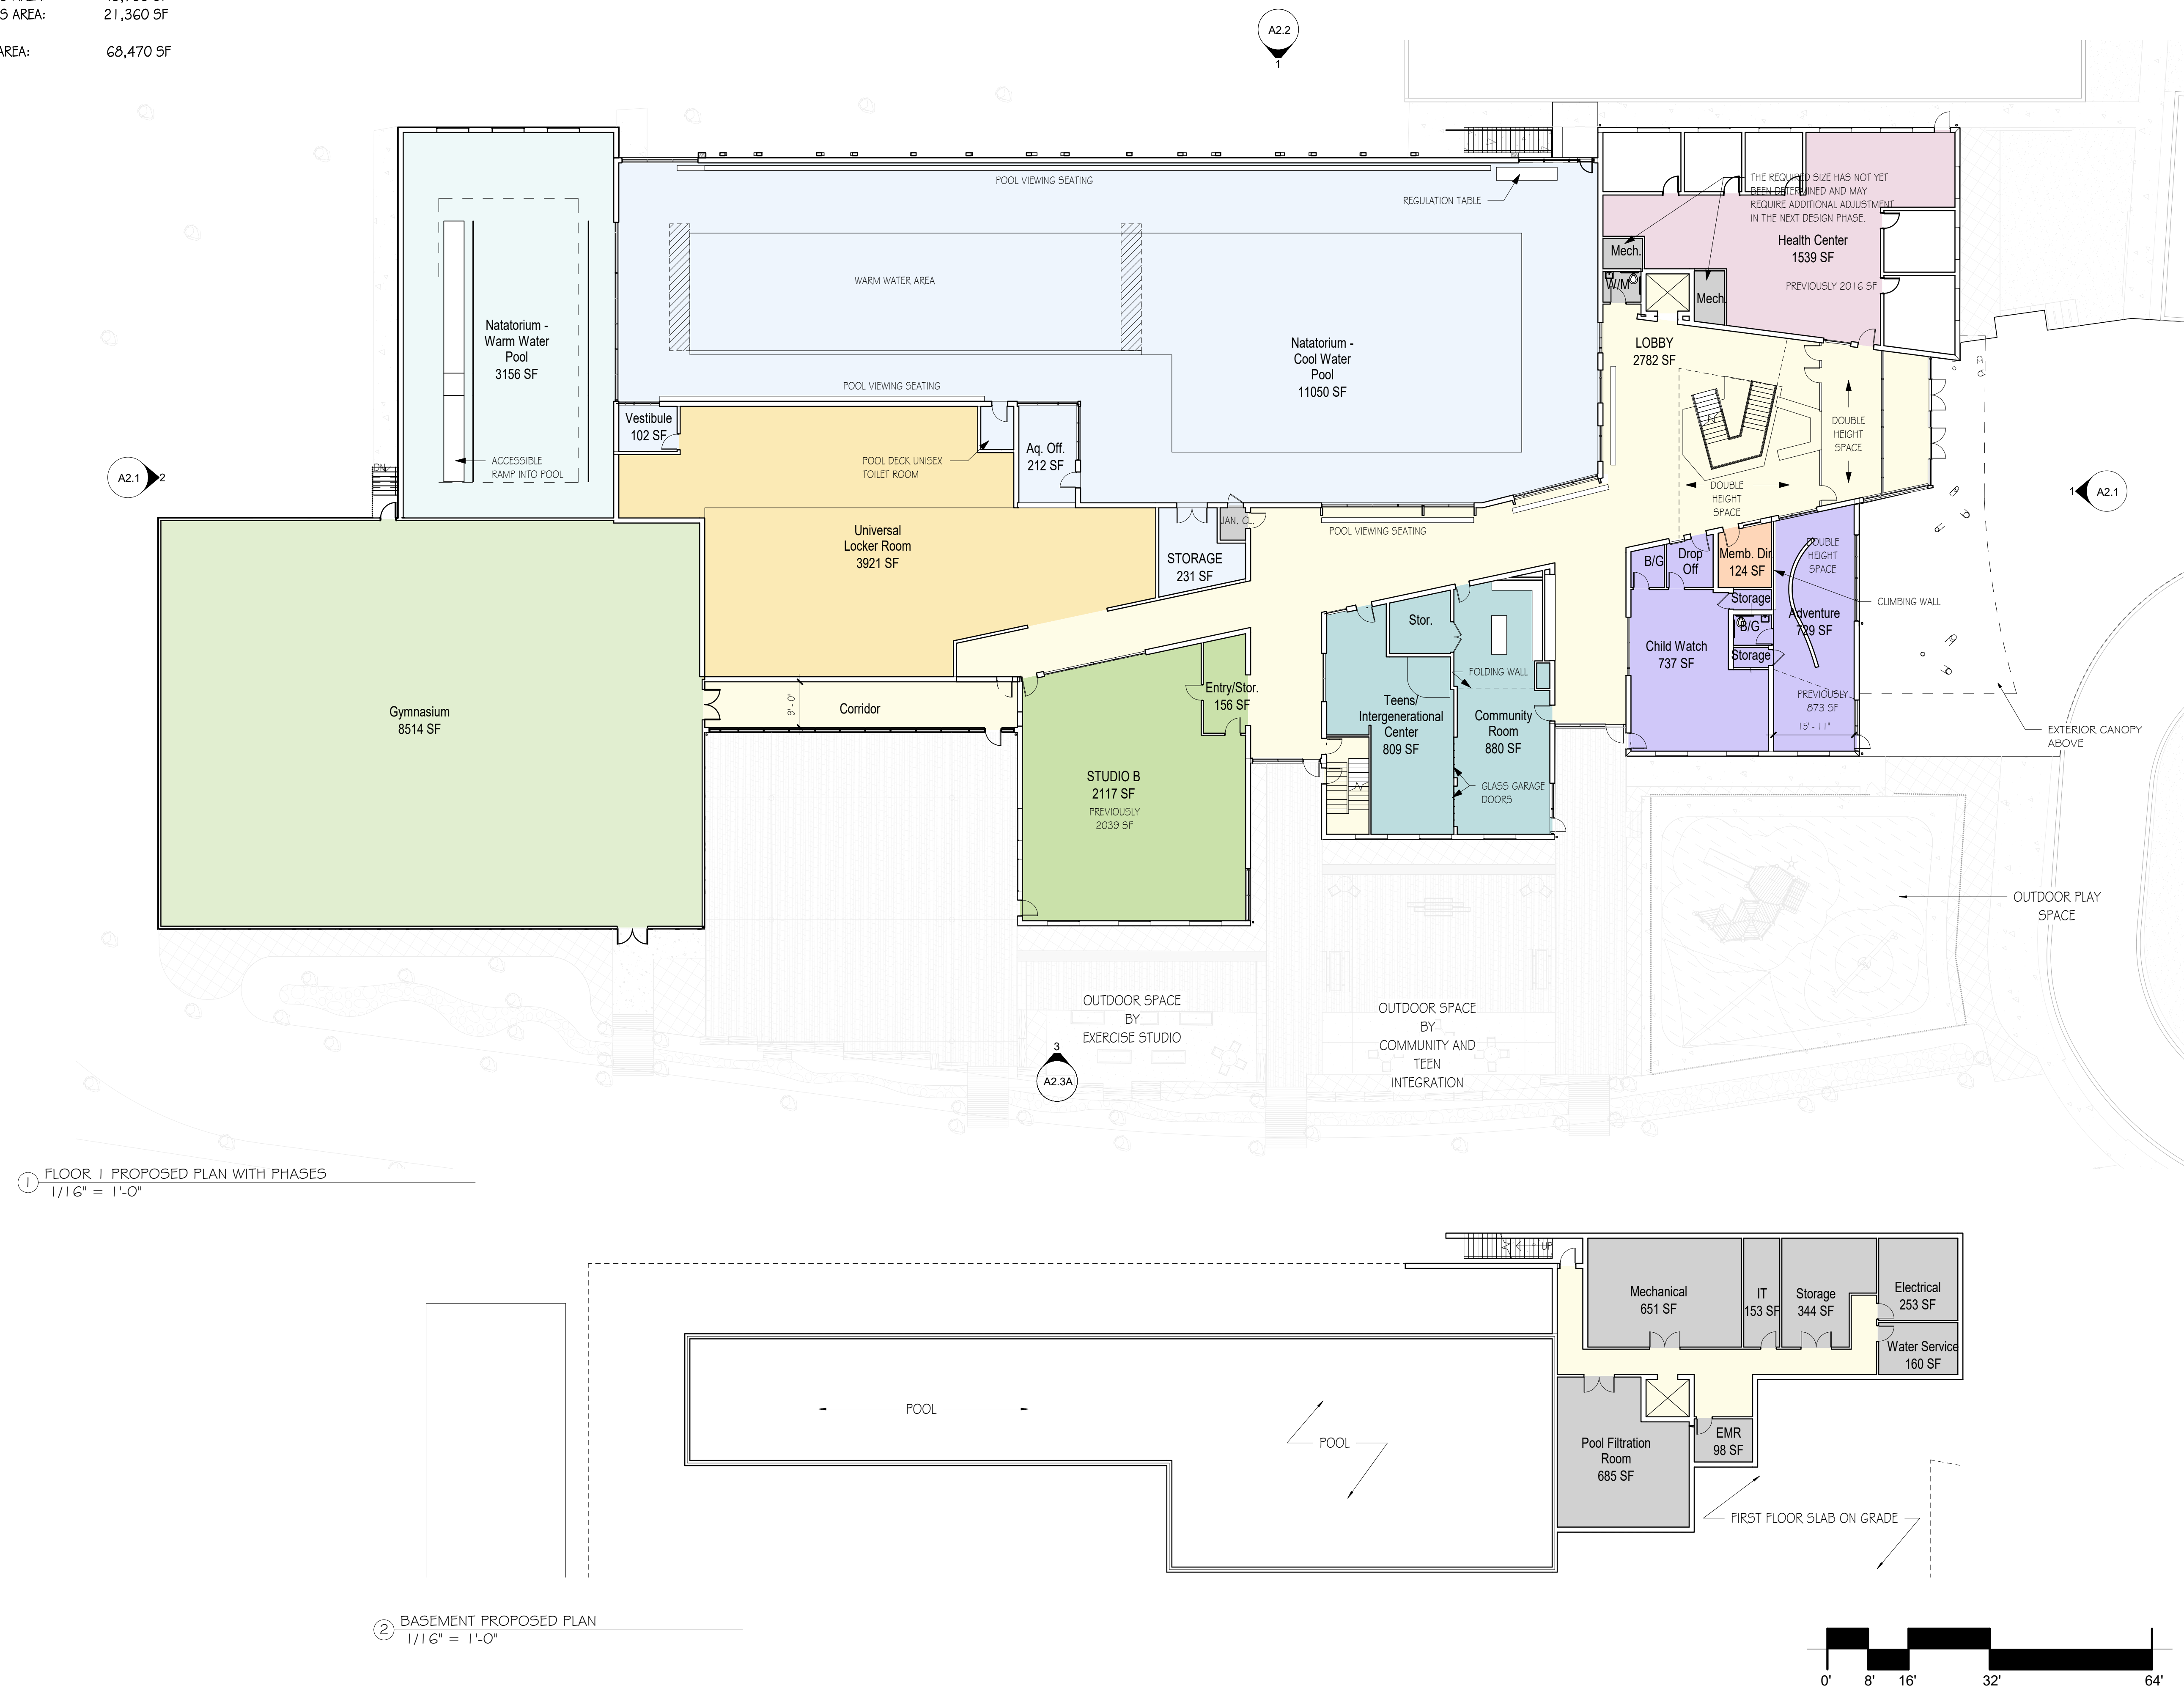 S AREA: 21,360 SF
AREA: 68,470 SF
A2.2
1
POOL VIEWING SEATING
REGULATION TABLE
THE REQUIRED SIZE HAS NOT YET
BEEN DETERMINED AND MAY
REQUIRE ADDITIONAL ADJUSTMENT
IN THE NEXT DESIGN PHASE.
Health Center
1539 SF
PREVIOUSLY 2016 SF
Mech.
W/M
Mech.
WARM WATER AREA
Natatorium -
Warm Water
Pool
3156 SF
Natatorium -
Cool Water
Pool
11050 SF
LOBBY
2782 SF
POOL VIEWING SEATING
Vestibule
102 SF
DOUBLE
HEIGHT
SPACE
Aq. Off.
212 SF
POOL DECK UNISEX
TOILET ROOM
ACCESSIBLE
RAMP INTO POOL
DN
A2.1
2
1
A2.1
DOUBLE
HEIGHT
SPACE
JAN. CL.
POOL VIEWING SEATING
Universal
Locker Room
3921 SF
STORAGE
231 SF
B/G
Drop
Off
Memb. Dir.
124 SF
DOUBLE
HEIGHT
SPACE
CLIMBING WALL
Storage
Adventure
729 SF
B/G
Stor.
Child Watch
737 SF
Storage
FOLDING WALL
Entry/Stor.
156 SF
PREVIOUSLY
873 SF
15' - 11"
Gymnasium
8514 SF
9' - 0"
Corridor
Teens/
Intergenerational
Center
809 SF
Community
Room
880 SF
EXTERIOR CANOPY
ABOVE
STUDIO B
2117 SF
PREVIOUSLY
2039 SF
GLASS GARAGE
DOORS
OUTDOOR PLAY
SPACE
OUTDOOR SPACE
BY
EXERCISE STUDIO
OUTDOOR SPACE
BY
COMMUNITY AND
TEEN
INTEGRATION
3
A2.3A
1
FLOOR 1 PROPOSED PLAN WITH PHASES
1/16" = 1'-0"
UP
Mechanical
651 SF
IT
153 SF
Storage
344 SF
Electrical
253 SF
Water Service
160 SF
POOL
POOL
Pool Filtration
Room
685 SF
EMR
98 SF
FIRST FLOOR SLAB ON GRADE
2
BASEMENT PROPOSED PLAN
1/16" = 1'-0"
0' 8' 16' 32' 64'